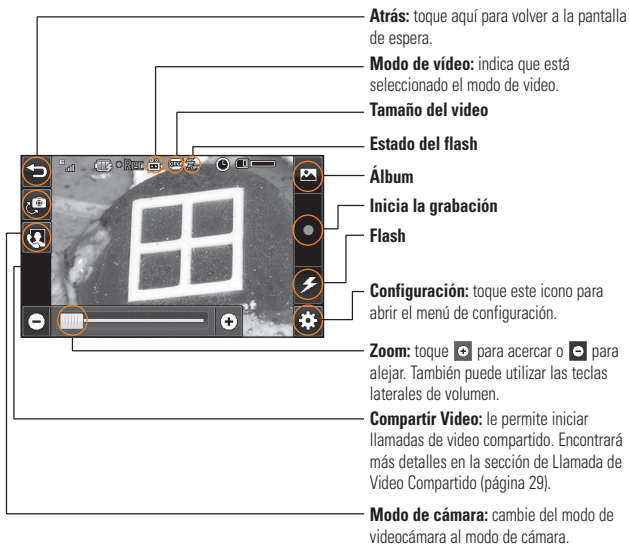 Atrás: toque aquí para volver a la pantalla
de espera.
Modo de vídeo: indica que está
seleccionado el modo de video.
Tamaño del video
Estado del flash
Álbum
Inicia la grabación
Flash
Configuración: toque este icono para
abrir el menú de configuración.
Zoom: toque para acercar o para
alejar. También puede utilizar las teclas
laterales de volumen.
Compartir Video: le permite iniciar
llamadas de video compartido. Encontrará
más detalles en la sección de Llamada de
Video Compartido (página 29).
Modo de cámara: cambie del modo de
videocámara al modo de cámara.
Rec